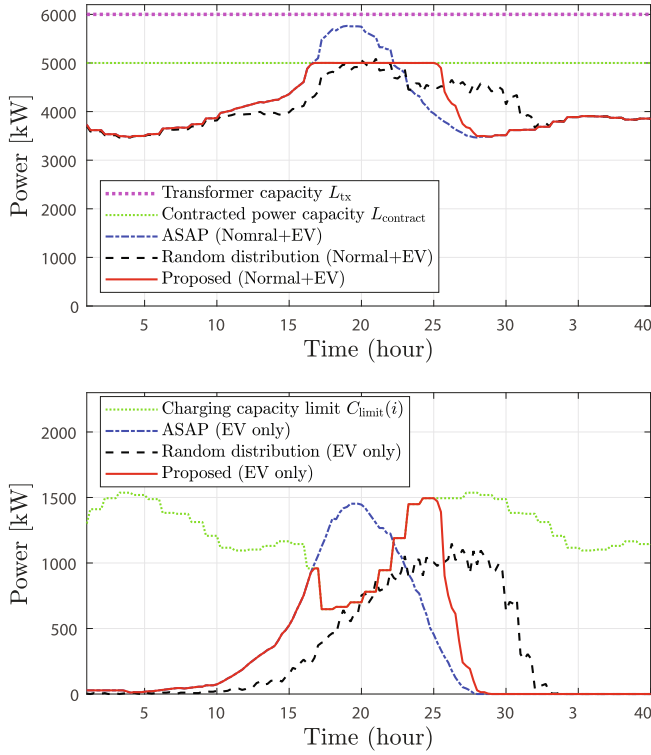 6000
5000
4000
3000
2000
1000
0
Power [kW]
Transformer capacity L_tx
Contracted power capacity L_contract
ASAP (Nomral+EV)
Random distribution (Normal+EV)
Proposed (Normal+EV)
5 10 15 20 25 30 3 40
Time (hour)
2000
1500
1000
500
0
Power [kW]
Charging capacity limit C_limit(i)
ASAP (EV only)
Random distribution (EV only)
Proposed (EV only)
5 10 15 20 25 30 35 40
Time (hour)